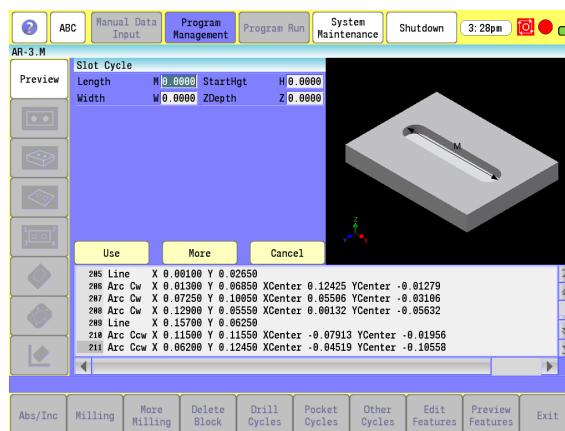 ? ABC Manual Data Input Program Management Program Run System Maintenance Shutdown 3:28pm
AR-3.M
Preview
Slot Cycle
Length M 0.0000 StartHgt H 0.0000
Width W 0.0000 ZDepth Z 0.0000
M
Z
Y X
Use More Cancel
205 Line X 0.00100 Y 0.02650
206 Arc Cw X 0.01300 Y 0.06850 XCenter 0.12425 YCenter -0.01279
207 Arc Cw X 0.07250 Y 0.10050 XCenter 0.05506 YCenter -0.03106
208 Arc Cw X 0.12900 Y 0.05550 XCenter 0.00132 YCenter -0.05632
209 Line X 0.15700 Y 0.06250
210 Arc Ccw X 0.11500 Y 0.11550 XCenter -0.07913 YCenter -0.01956
211 Arc Ccw X 0.06200 Y 0.12450 XCenter -0.04519 YCenter -0.10558
Abs/Inc Milling More Milling Delete Block Drill Cycles Pocket Cycles Other Cycles Edit Features Preview Features Exit